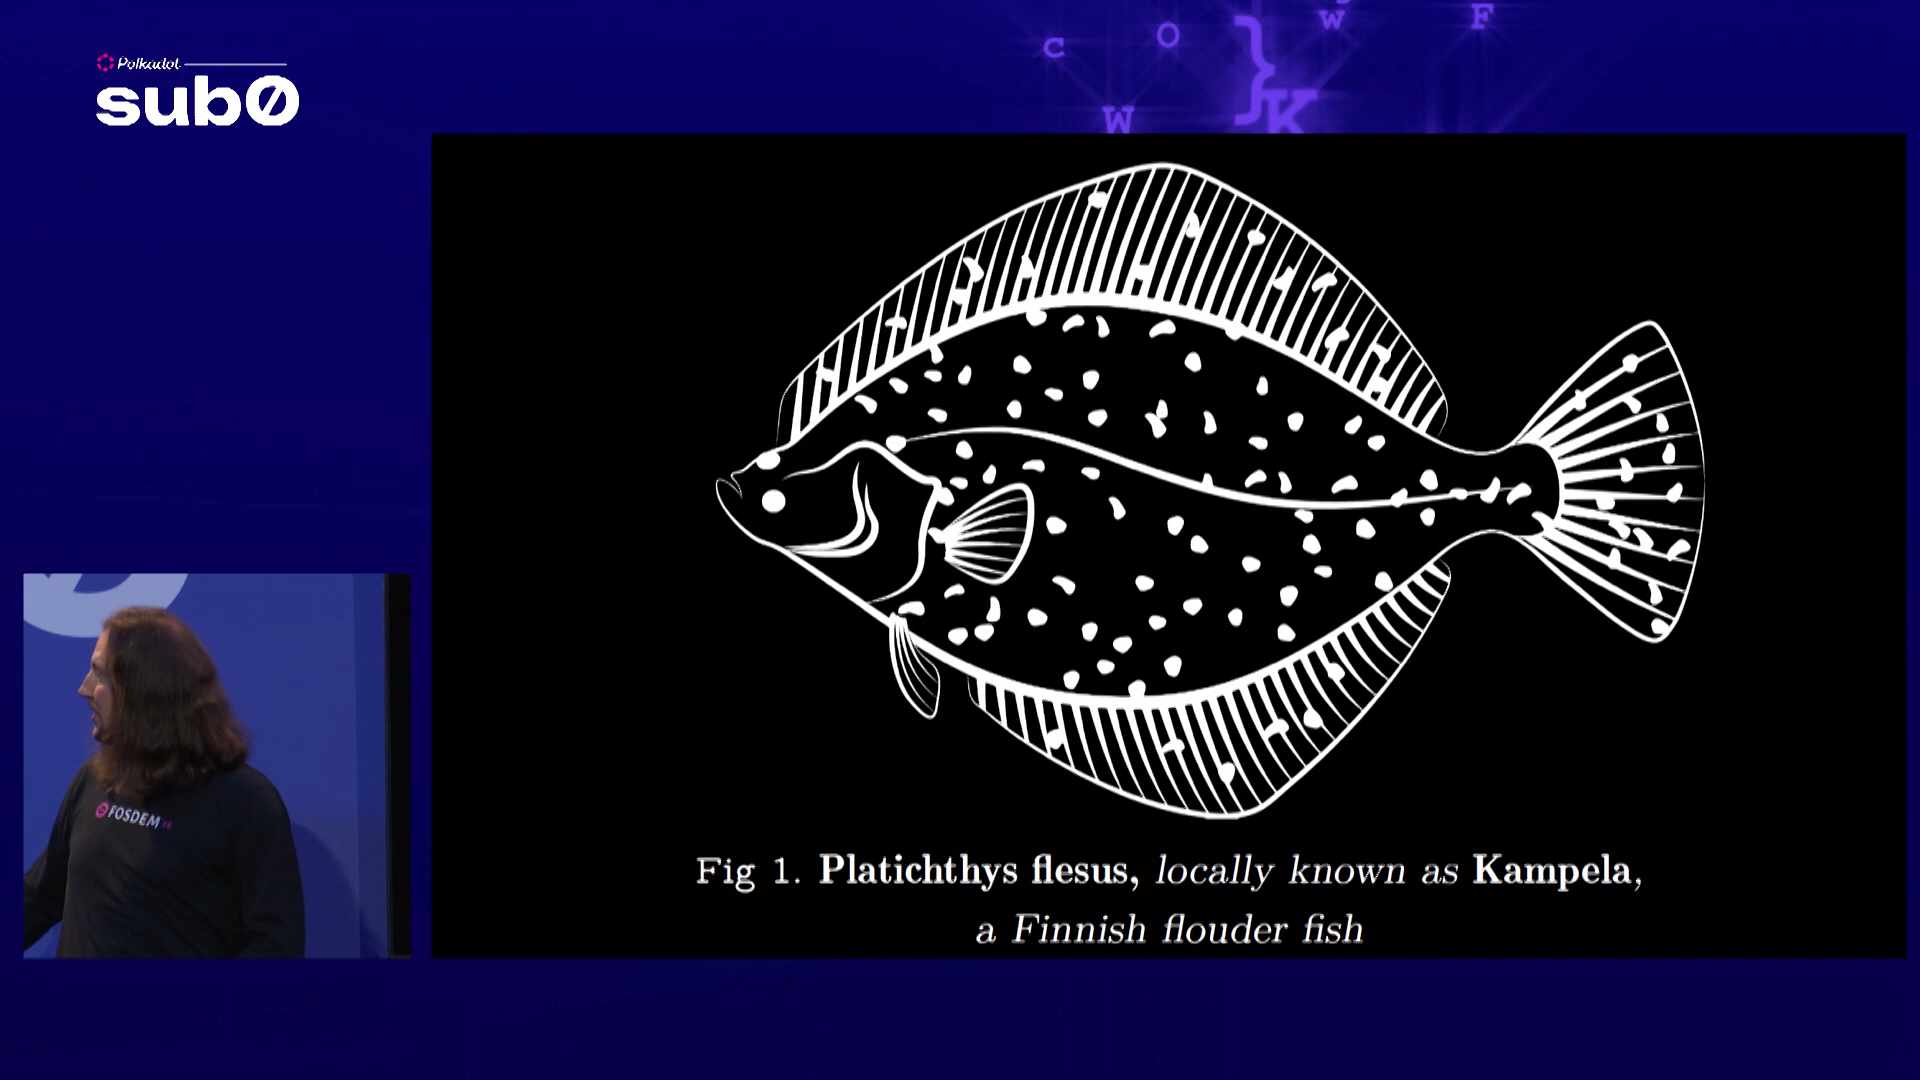 Polkadot
sub0
C O } W F
W K
FOSDEM
Fig 1. Platichthys flesus, locally known as Kampela,
a Finnish flouder fish